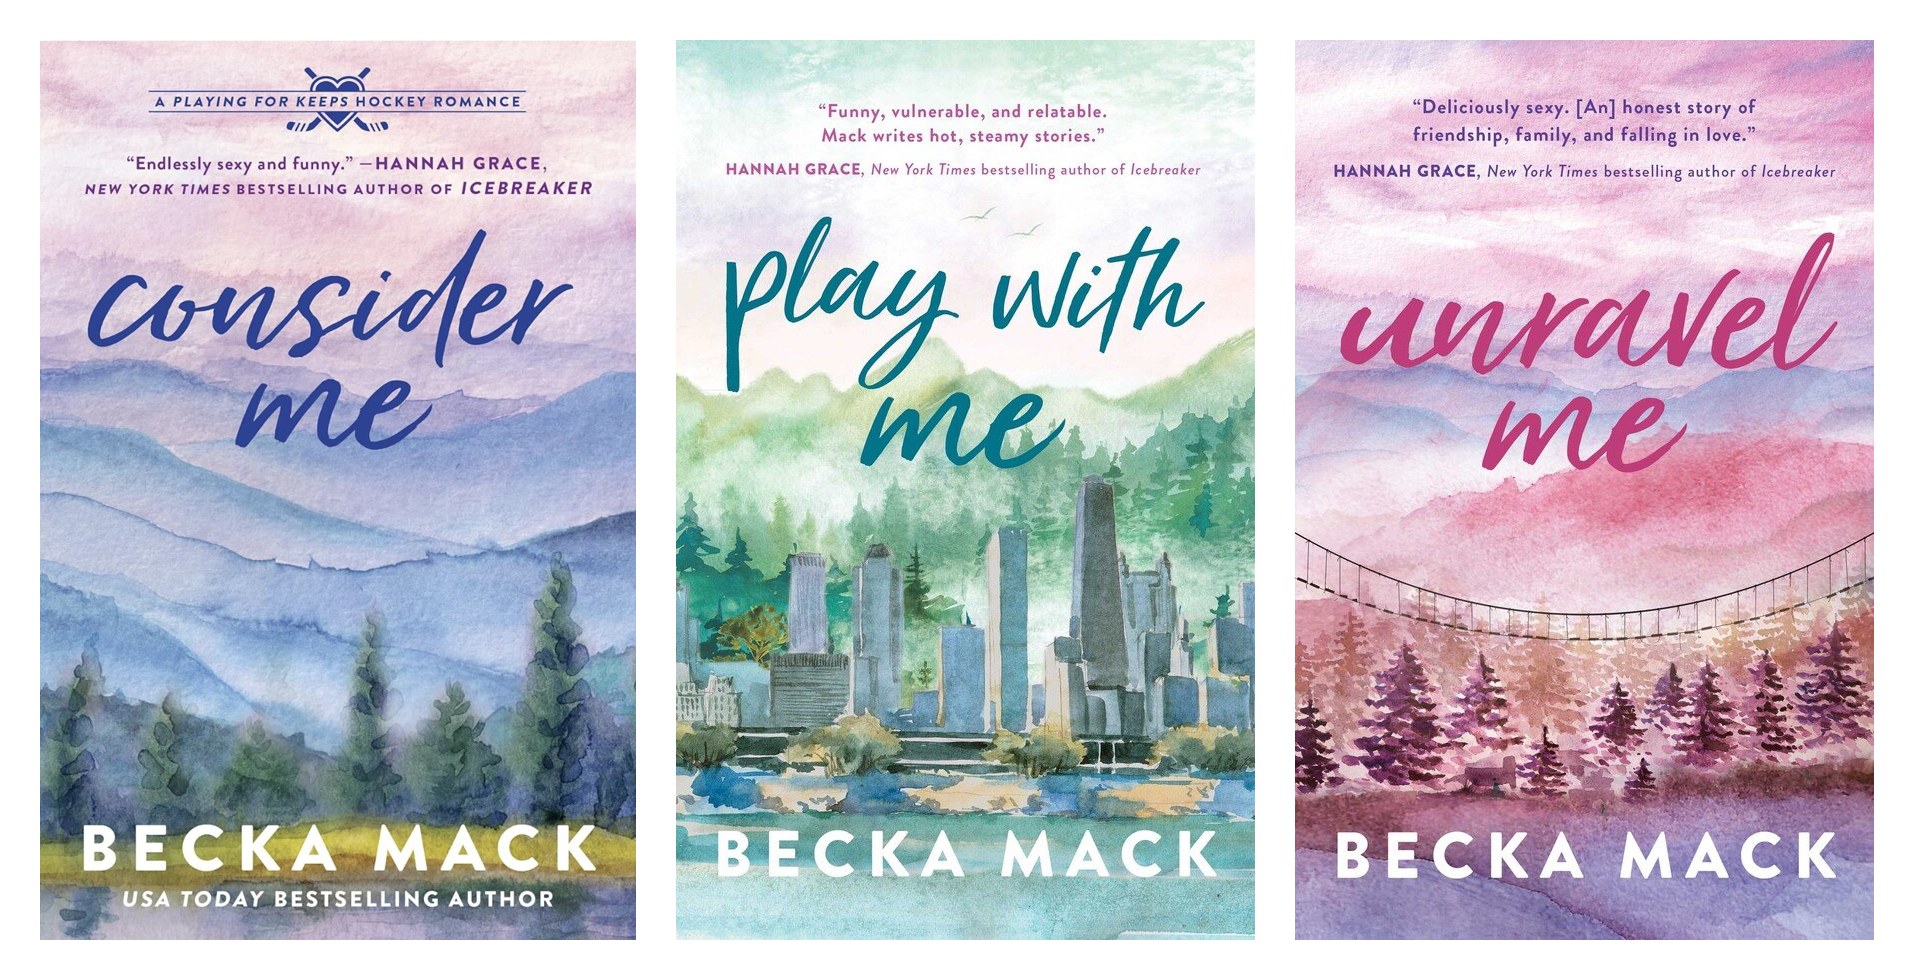 A PLAYING FOR KEEPS HOCKEY ROMANCE
“Endlessly sexy and funny.” —HANNAH GRACE,
NEW YORK TIMES BESTSELLING AUTHOR OF ICEBREAKER
consider
me
BECKA MACK
USA TODAY BESTSELLING AUTHOR
“Funny, vulnerable, and relatable.
Mack writes hot, steamy stories.”
HANNAH GRACE, New York Times bestselling author of Icebreaker
play with
me
BECKA MACK
“Deliciously sexy. [An] honest story of
friendship, family, and falling in love.”
HANNAH GRACE, New York Times bestselling author of Icebreaker
unravel
me
BECKA MACK